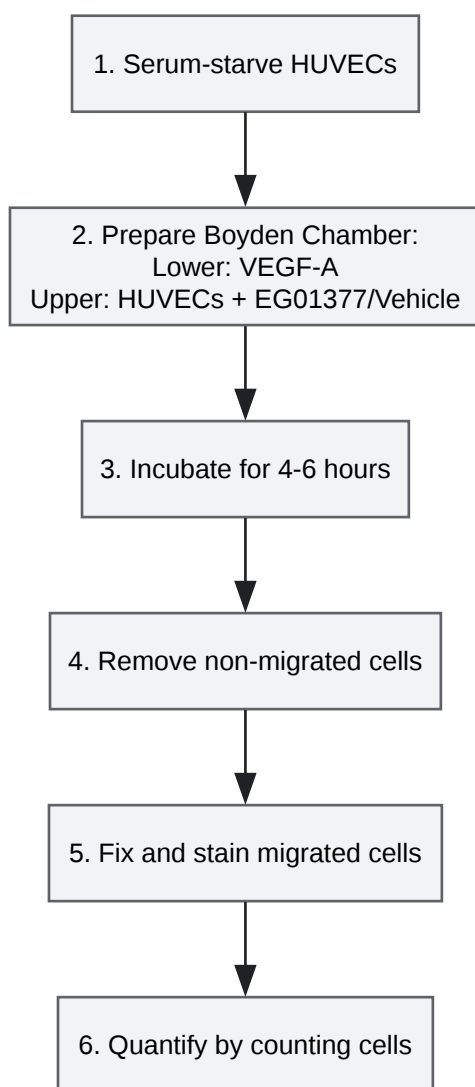 1. Serum-starve HUVECs
2. Prepare Boyden Chamber:
Lower: VEGF-A
Upper: HUVECs + EG01377/Vehicle
3. Incubate for 4-6 hours
4. Remove non-migrated cells
5. Fix and stain migrated cells
6. Quantify by counting cells